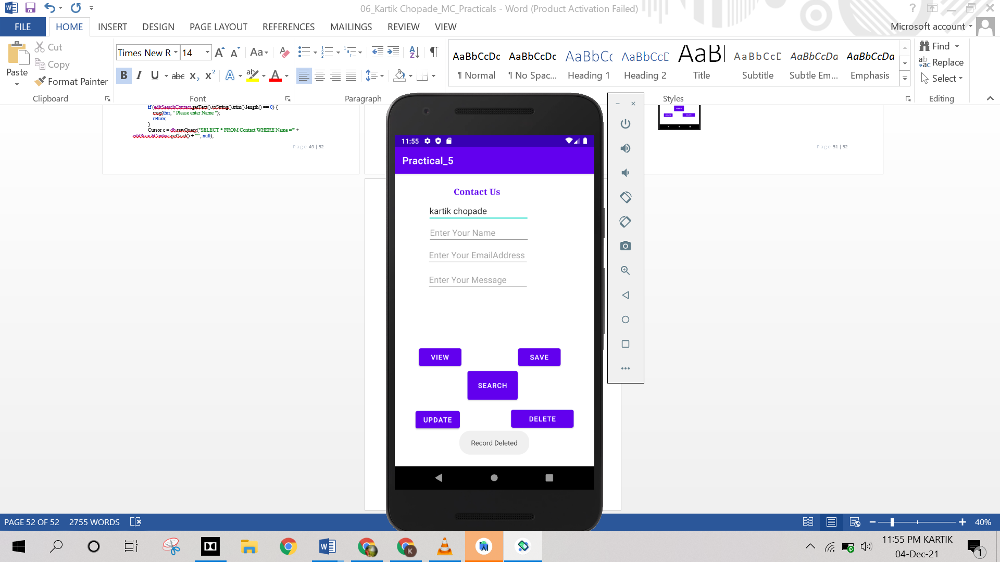 06_Kartik Chopade_MC_Practicals - Word (Product Activation Failed)
FILE HOME INSERT DESIGN PAGE LAYOUT REFERENCES MAILINGS REVIEW VIEW Microsoft account
Paste
Cut
Copy
Format Painter
Clipboard
Times New R 14
Font
Paragraph
AaBbCcDc AaBbCcDc AaBbCc AaBbCcD AaBl AaBbCcD AaBbCcDa AaBbCcDa
¶ Normal ¶ No Spac... Heading 1 Heading 2 Title Subtitle Subtle Em... Emphasis
Styles
Find
Replace
Select
Editing
if (editSearchContact.getText().toString().trim().length() == 0) {
msg(this, " Please enter Name ");
return;
}
Cursor c = db.rawQuery("SELECT * FROM Contact WHERE Name ='" +
editSearchContact.getText() + "'", null);
Page 49 | 52
SEARCH
UPDATE DELETE
Page 51 | 52
11:55
Practical_5
Contact Us
kartik chopade
Enter Your Name
Enter Your EmailAddress
Enter Your Message
VIEW SAVE
SEARCH
UPDATE DELETE
Record Deleted
PAGE 52 OF 52 2755 WORDS 40%
11:55 PM KARTIK
04-Dec-21
1